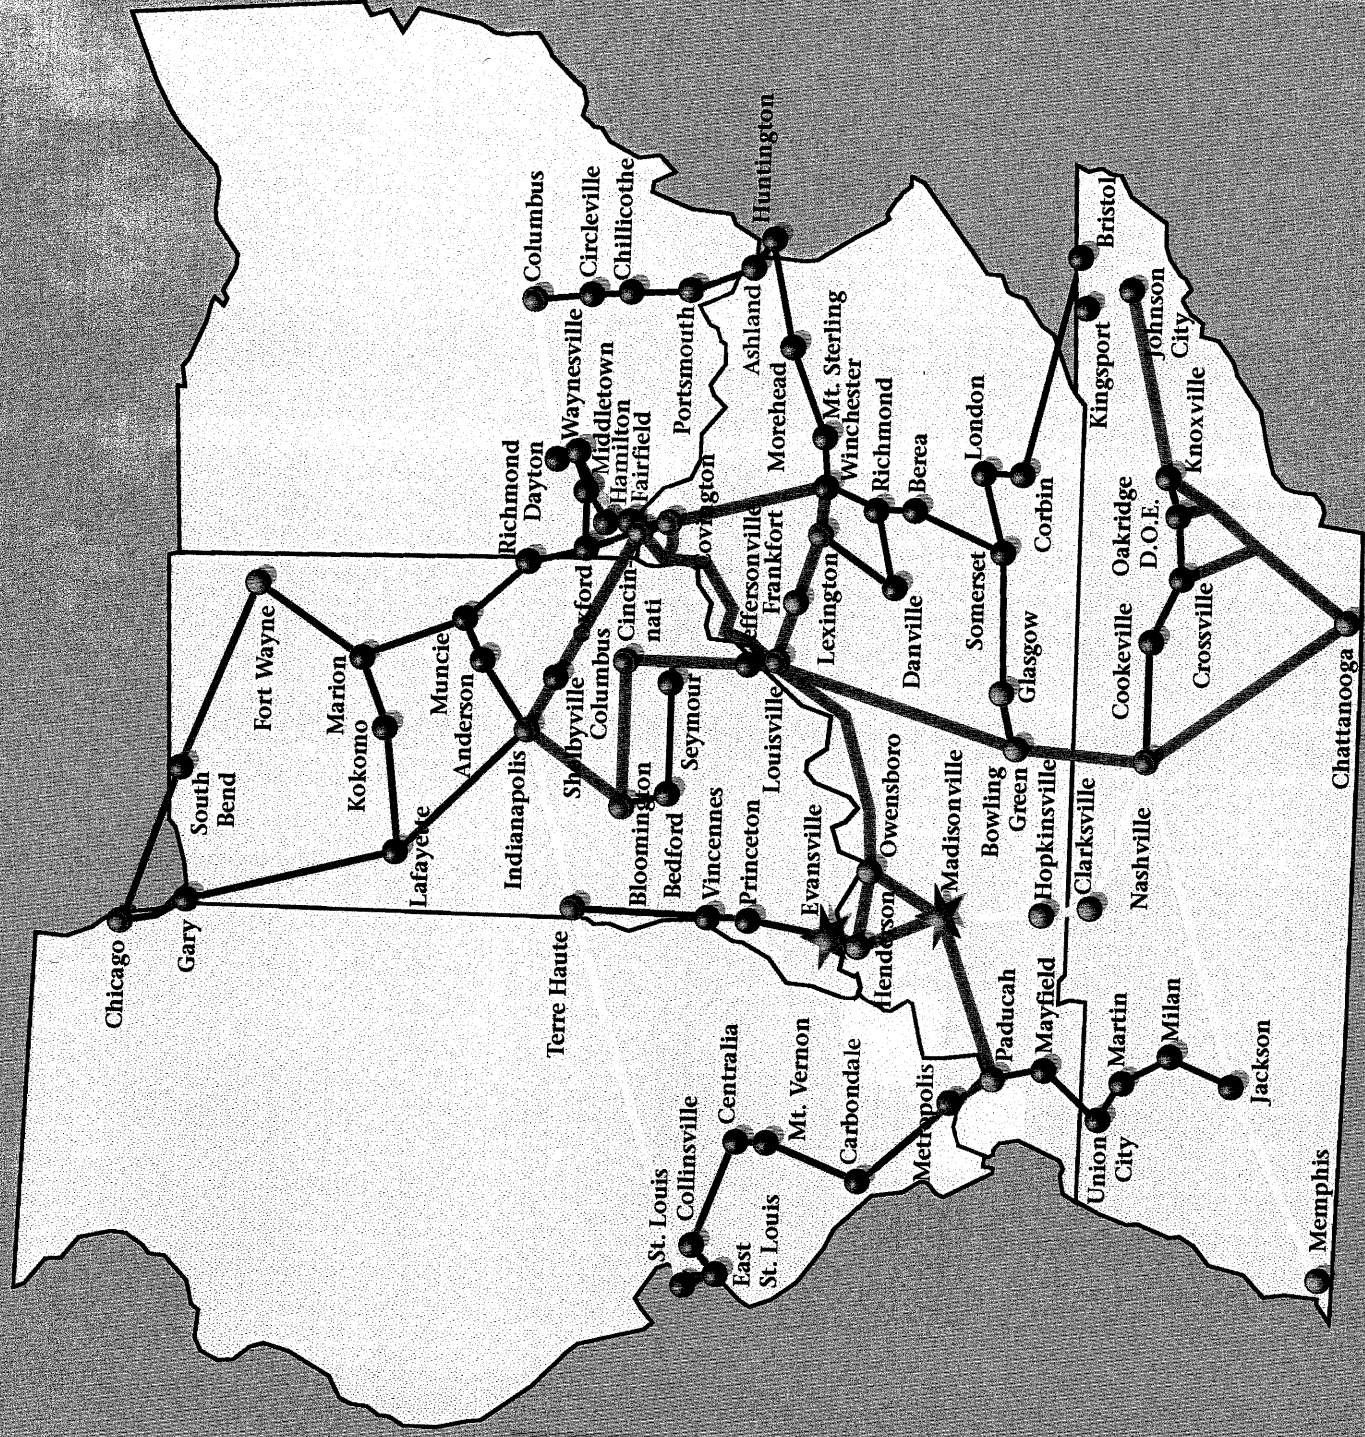 Chicago
Gary
South
Bend
Fort Wayne
Marion
Kokomo
Lafayette
Muncie
Anderson
Indianapolis
Richmond
Dayton
Waynesville
Middletown
Hamilton
Fairfield
Oxford
Cincin-
nati
Covington
Shelbyville
Columbus
Seymour
Bloomington
Bedford
Terre Haute
Vincennes
Princeton
Evansville
Henderson
Owensboro
Madisonville
Louisville
Jeffersonville
Frankfort
Lexington
Columbus
Circleville
Chillicothe
Portsmouth
Ashland
Huntington
Morehead
Mt. Sterling
Winchester
Richmond
Berea
Danville
Somerset
London
Corbin
Glasgow
Bowling
Green
Hopkinsville
Clarksville
Nashville
Cookeville
Crossville
Oakridge
D.O.E.
Knoxville
Johnson
City
Kingsport
Bristol
Chattanooga
St. Louis
Collinsville
East
St. Louis
Centralia
Mt. Vernon
Carbondale
Metropolis
Paducah
Mayfield
Union
City
Martin
Milan
Jackson
Memphis